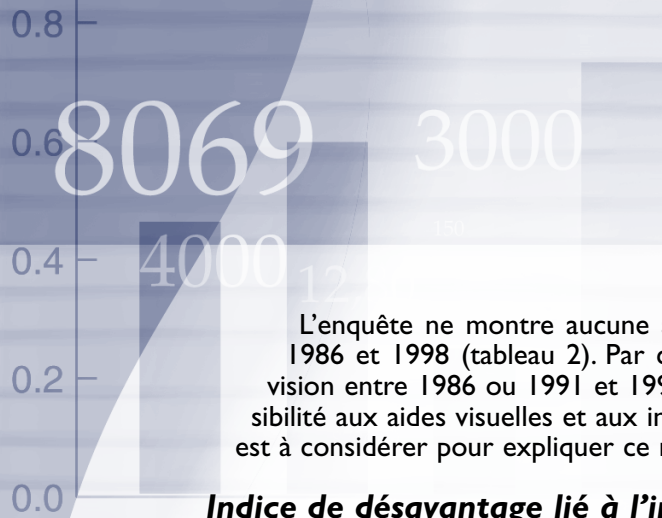 0.8
8069
3000
0.6
150
0.4
4000
12
L’enquête ne montre aucune
1986 et 1998 (tableau 2). Par
0.2
vision entre 1986 ou 1991 et
sibilité aux aides visuelles et aux
est à considérer pour expliquer ce
0.0
Indice de désavantage lié à